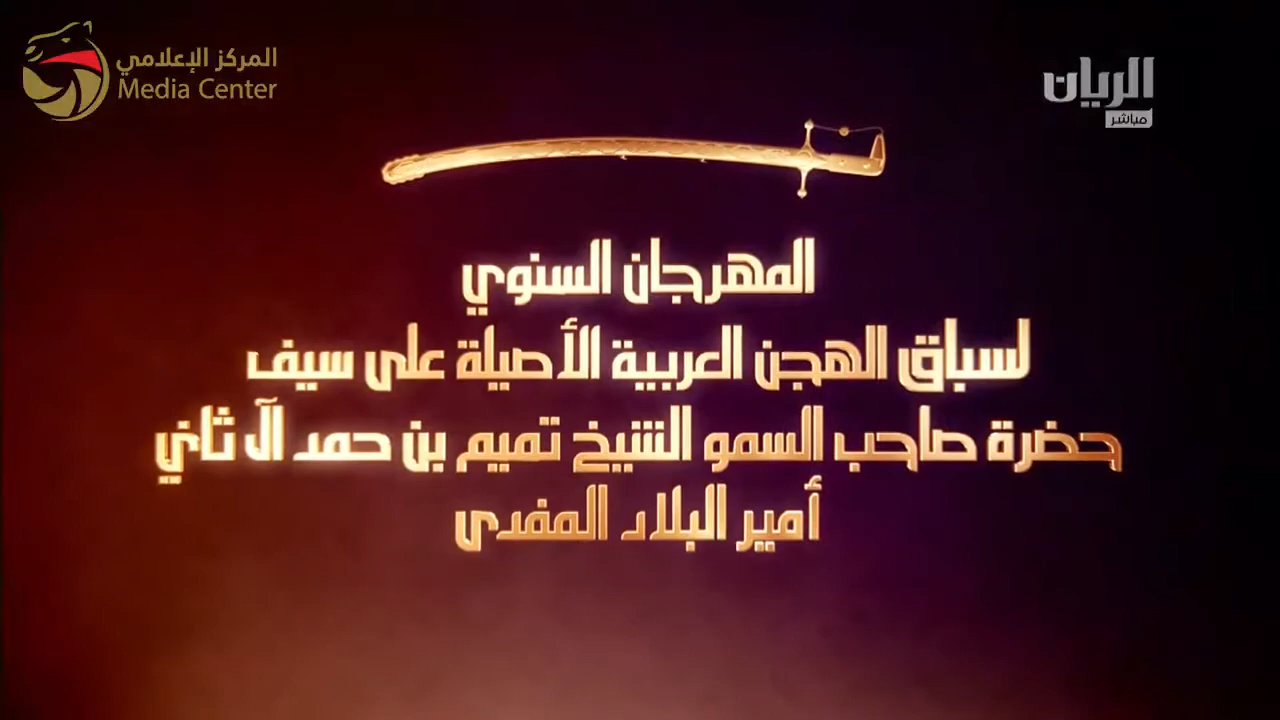 المركز الإعلامي
Media Center
الريان
مباشر
المهرجان السنوي
لسباق الهجن العربية الأصيلة على سيف
حضرة صاحب السمو الشيخ تميم بن حمد آل ثاني
أمير البلاد المفدى